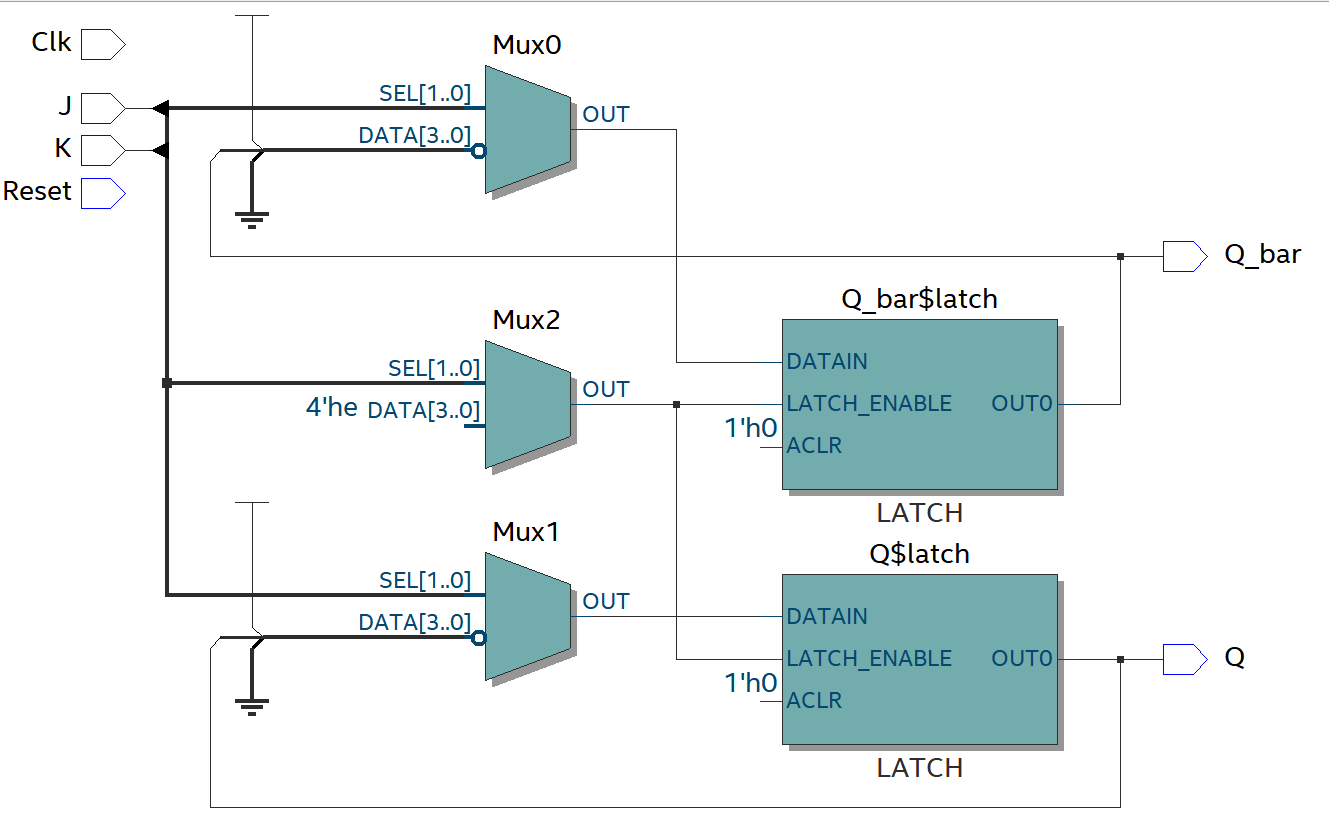 Clk
J
K
Reset
Mux0
SEL[1..0]
DATA[3..0]
OUT
Q_bar
Mux2
SEL[1..0]
4'he DATA[3..0]
OUT
Q_bar$latch
DATAIN
LATCH_ENABLE OUT0
1'h0
ACLR
LATCH
Mux1
SEL[1..0]
DATA[3..0]
OUT
Q$latch
DATAIN
LATCH_ENABLE OUT0
1'h0
ACLR
LATCH
Q